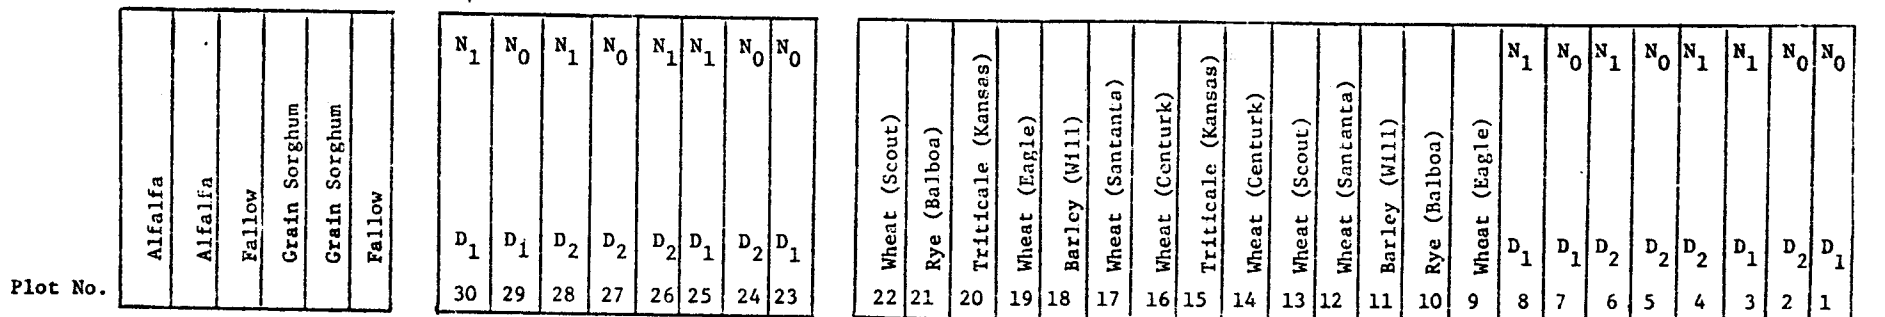 N1 N0 N1 N0 N1 N1 N0 N0
N1 N0 N1 N0 N1 N1 N0 N0
Alfalfa
Alfalfa
Fallow
Grain Sorghum
Grain Sorghum
Fallow
D1 Di D2 D2 D2 D1 D2 D1
Wheat (Scout)
Rye (Balboa)
Triticale (Kansas)
Wheat (Eagle)
Barley (Will)
Wheat (Santanta)
Wheat (Centurk)
Triticale (Kansas)
Wheat (Centurk)
Wheat (Scout)
Wheat (Santanta)
Barley (Will)
Rye (Balboa)
Wheat (Eagle)
D1 D1 D2 D2 D2 D1 D2 D1
Plot No. 30 29 28 27 26 25 24 23 22 21 20 19 18 17 16 15 14 13 12 11 10 9 8 7 6 5 4 3 2 1